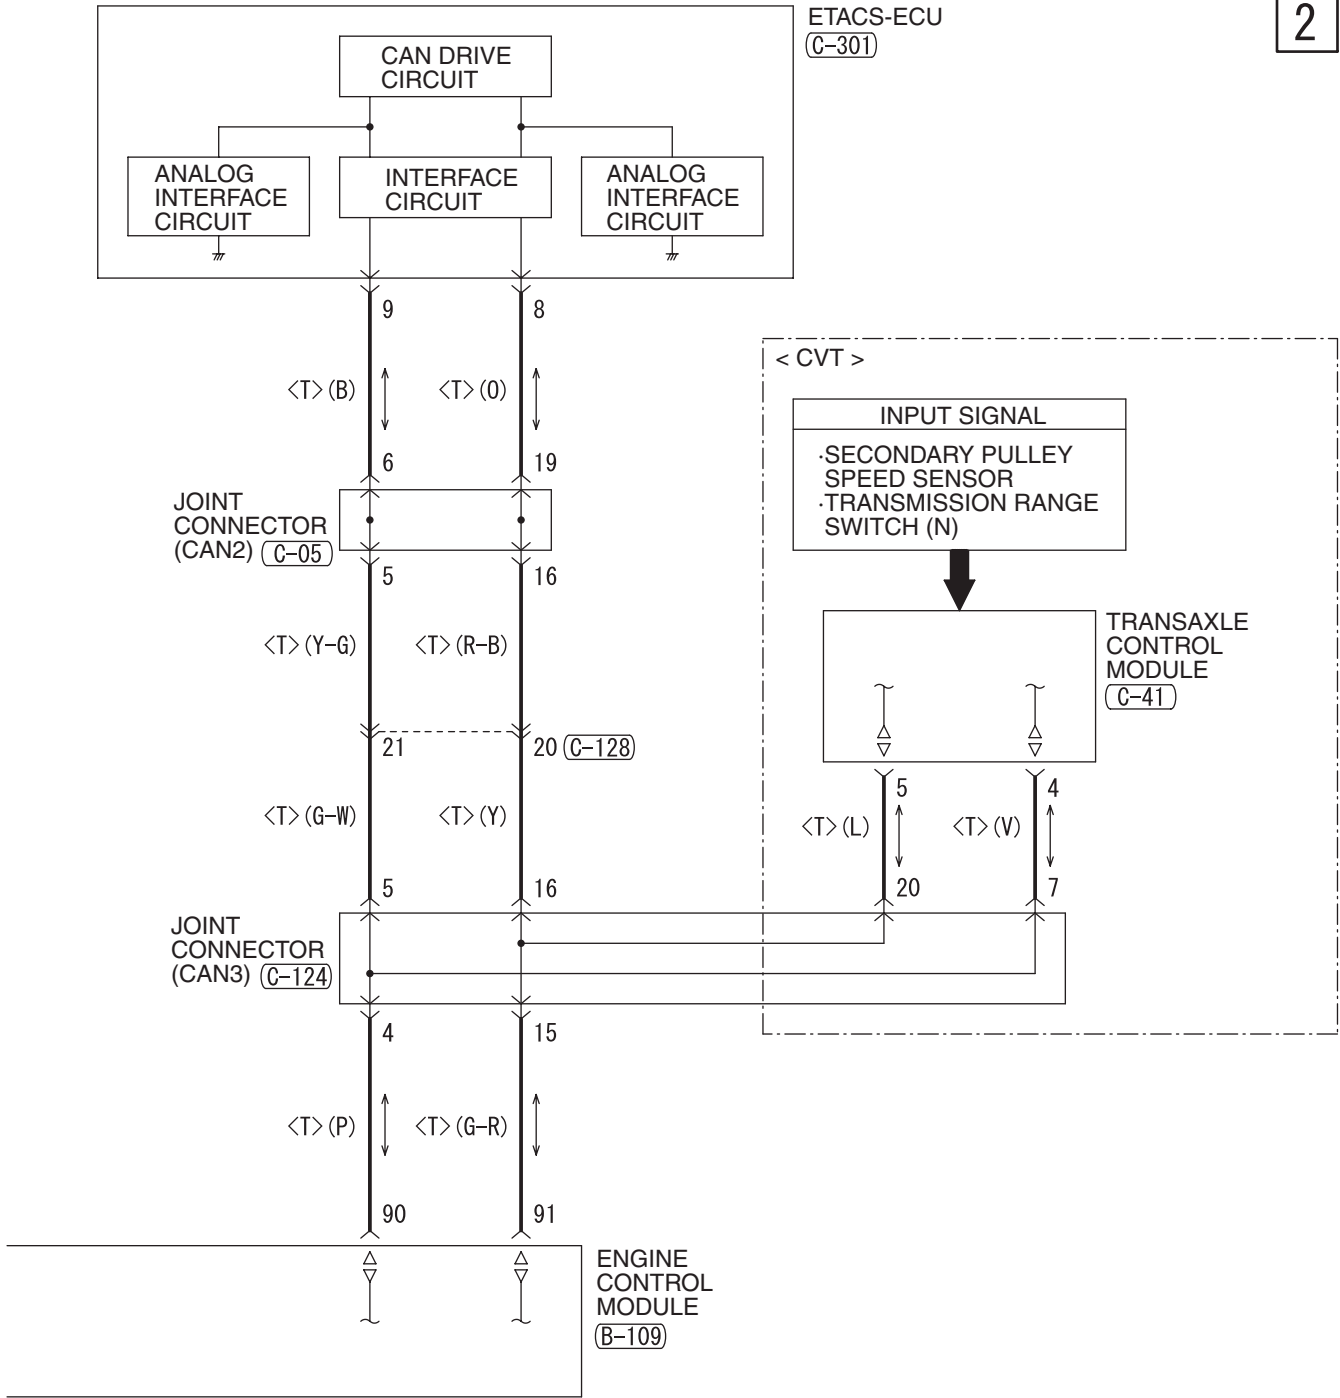 2
ETACS-ECU
C-301
CAN DRIVE
CIRCUIT
ANALOG
INTERFACE
CIRCUIT
INTERFACE
CIRCUIT
ANALOG
INTERFACE
CIRCUIT
9
8
<T>(B)
<T>(O)
6
19
JOINT
CONNECTOR
(CAN2) C-05
5
16
<T>(Y-G)
<T>(R-B)
21
20 C-128
<T>(G-W)
<T>(Y)
5
16
JOINT
CONNECTOR
(CAN3) C-124
< CVT >
INPUT SIGNAL
·SECONDARY PULLEY
SPEED SENSOR
·TRANSMISSION RANGE
SWITCH (N)
TRANSAXLE
CONTROL
MODULE
C-41
5
4
<T>(L)
<T>(V)
20
7
4
15
<T>(P)
<T>(G-R)
90
91
ENGINE
CONTROL
MODULE
B-109